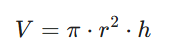 V = π · r² · h